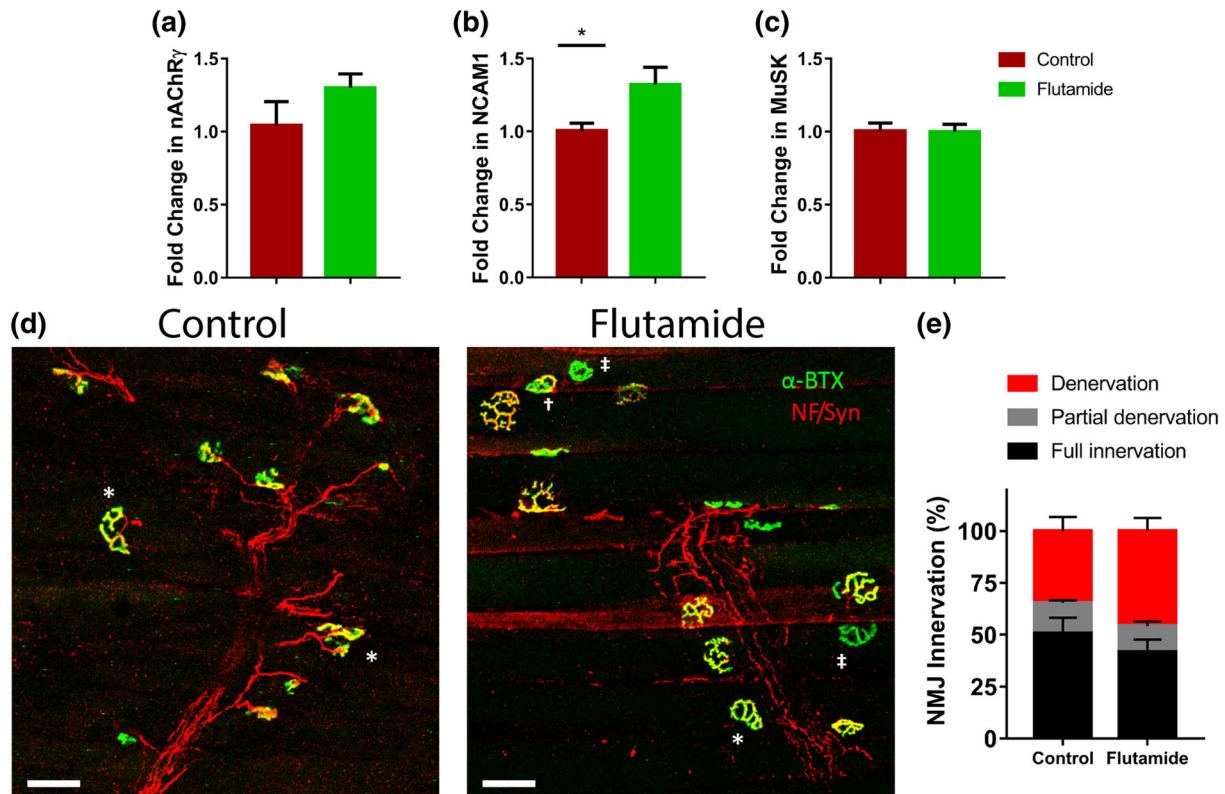 (a)
Fold Change in nAChRγ
1.5
1.0
0.5
0.0
(b)
Fold Change in NCAM1
1.5
1.0
0.5
0.0
*
(c)
Fold Change in MuSK
1.5
1.0
0.5
0.0
Control
Flutamide
(d)
Control
*
*
Flutamide
α-BTX
NF/Syn
‡
†
‡
*
(e)
Denervation
Partial denervation
Full innervation
NMJ Innervation (%)
100
75
50
25
0
Control
Flutamide